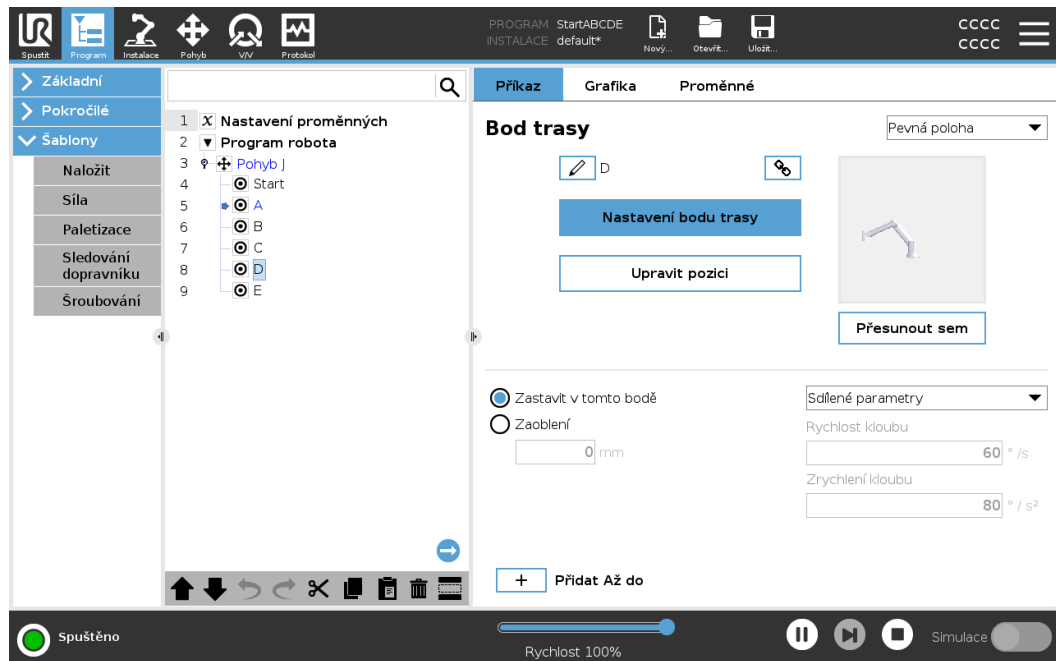 UR
PROGRAM StartABCDE
INSTALACE default*
CCCC
CCCC
Spustit Program Instalace Pohyb V/V Protokol
Nový... Otevřít... Uložit...
Základní
Pokročilé
Šablony
Naložit
Síla
Paletizace
Sledování
dopravníku
Šroubování
1 X Nastavení proměnných
2 Program robota
3 Pohyb J
4 Start
5 A
6 B
7 C
8 D
9 E
Příkaz Grafika Proměnné
Bod trasy
Pevná poloha
D
Nastavení bodu trasy
Upravit pozici
Přesunout sem
Zastavit v tomto bodě
Zaoblení
0 mm
Sdílené parametry
Rychlost kloubu
60 ° /s
Zrychlení kloubu
80 ° / s²
+ Přidat Až do
Spuštěno
Rychlost 100%
Simulace